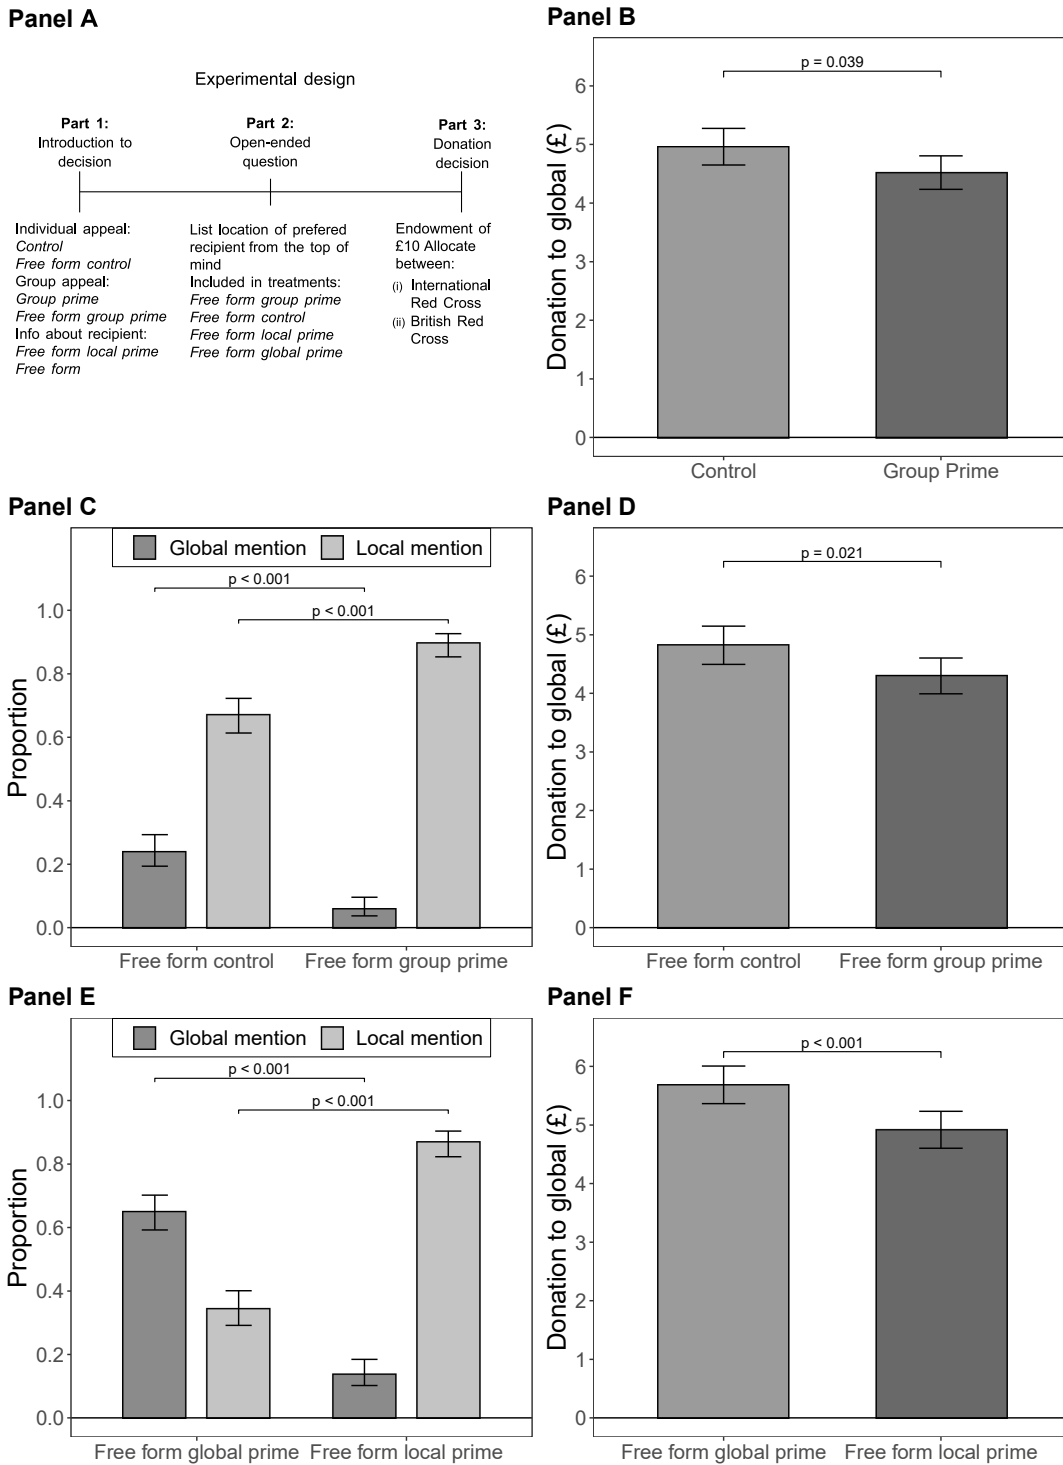 Panel A
Experimental design
Part 1:
Introduction to
decision
Part 2:
Open-ended
question
Part 3:
Donation
decision
Individual appeal:
Control
Free form control
Group appeal:
Group prime
Free form group prime
Info about recipient:
Free form local prime
Free form
List location of prefered
recipient from the top of
mind
Included in treatments:
Free form group prime
Free form control
Free form local prime
Free form global prime
Endowment of
£10 Allocate
between:
(i) International
Red Cross
(ii) British Red
Cross
Panel B
p = 0.039
Donation to global (£)
6
5
4
3
2
1
0
Control
Group Prime
Panel C
Global mention
Local mention
p < 0.001
p < 0.001
Proportion
1.0
0.8
0.6
0.4
0.2
0.0
Free form control
Free form group prime
Panel D
p = 0.021
Donation to global (£)
6
5
4
3
2
1
0
Free form control
Free form group prime
Panel E
Global mention
Local mention
p < 0.001
p < 0.001
Proportion
1.0
0.8
0.6
0.4
0.2
0.0
Free form global prime
Free form local prime
Panel F
p < 0.001
Donation to global (£)
6
5
4
3
2
1
0
Free form global prime
Free form local prime